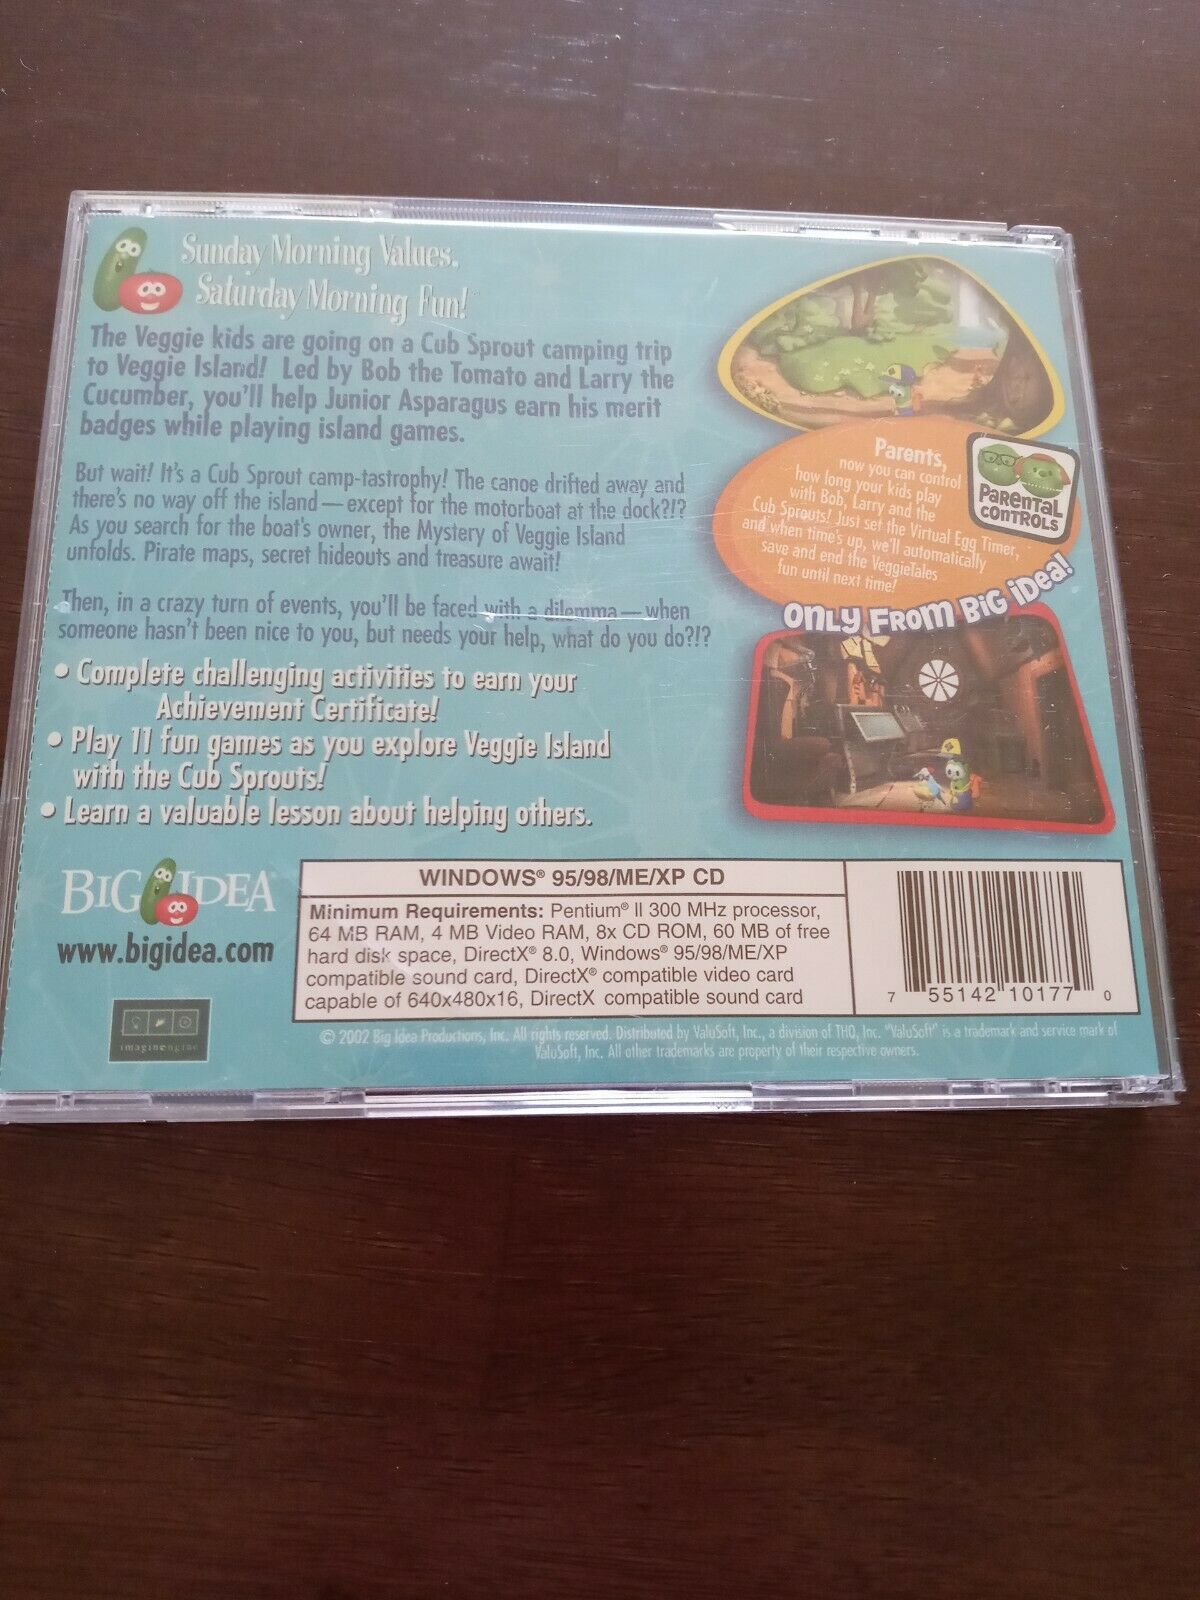 Sunday Morning Values.
Saturday Morning Fun!™
The Veggie kids are going on a Cub Sprout camping trip
to Veggie Island! Led by Bob the Tomato and Larry the
Cucumber, you'll help Junior Asparagus earn his merit
badges while playing island games.
But wait! It's a Cub Sprout camp-tastrophy! The canoe drifted away and
there's no way off the island—except for the motorboat at the dock?!?
As you search for the boat's owner, the Mystery of Veggie Island
unfolds. Pirate maps, secret hideouts and treasure await!
Then, in a crazy turn of events, you'll be faced with a dilemma—when
someone hasn't been nice to you, but needs your help, what do you do?!?
• Complete challenging activities to earn your
Achievement Certificate!
• Play 11 fun games as you explore Veggie Island
with the Cub Sprouts!
• Learn a valuable lesson about helping others.
Parents,
now you can control
how long your kids play
with Bob, Larry and the
Cub Sprouts! Just set the Virtual Egg Timer,
and when time's up, we'll automatically
save and end the VeggieTales
fun until next time!
PARENTAL
CONTROLS
ONLY FROM BIG IDEA!
BIG IDEA®
www.bigidea.com
imaginengine
WINDOWS® 95/98/ME/XP CD
Minimum Requirements: Pentium® II 300 MHz processor,
64 MB RAM, 4 MB Video RAM, 8x CD ROM, 60 MB of free
hard disk space, DirectX® 8.0, Windows® 95/98/ME/XP
compatible sound card, DirectX® compatible video card
capable of 640x480x16, DirectX compatible sound card
7 55142 10177 0
© 2002 Big Idea Productions, Inc. All rights reserved. Distributed by ValuSoft, Inc., a division of THQ, Inc. "ValuSoft" is a trademark and service mark of
ValuSoft, Inc. All other trademarks are property of their respective owners.